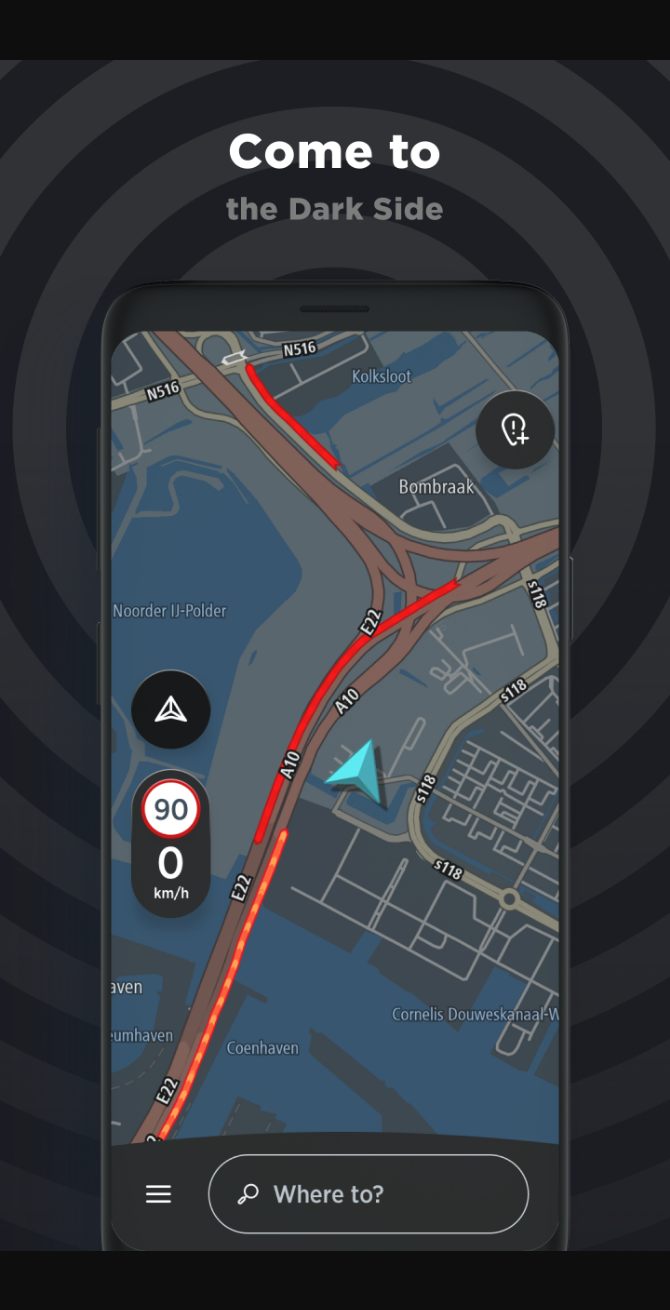 Come to
the Dark Side
N516
N516
Kolksloot
Bombraak
E22
s118
Noorder IJ-Polder
s118
A10
A10
s118
90
0
km/h
s118
E22
aven
Cornelis Douweskanaal-W
eumhaven
Coenhaven
E22
Where to?